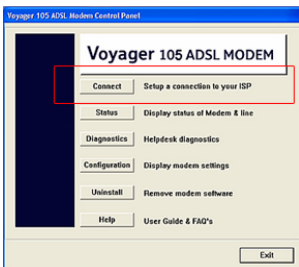 Voyager 105 ADSL Modem Control Panel
Voyager 105 ADSL MODEM
Connect Setup a connection to your ISP
Status Display status of Modem & line
Diagnostics Helpdesk diagnostics
Configuration Display modem settings
Uninstall Remove modem software
Help User Guide & FAQ's
Exit